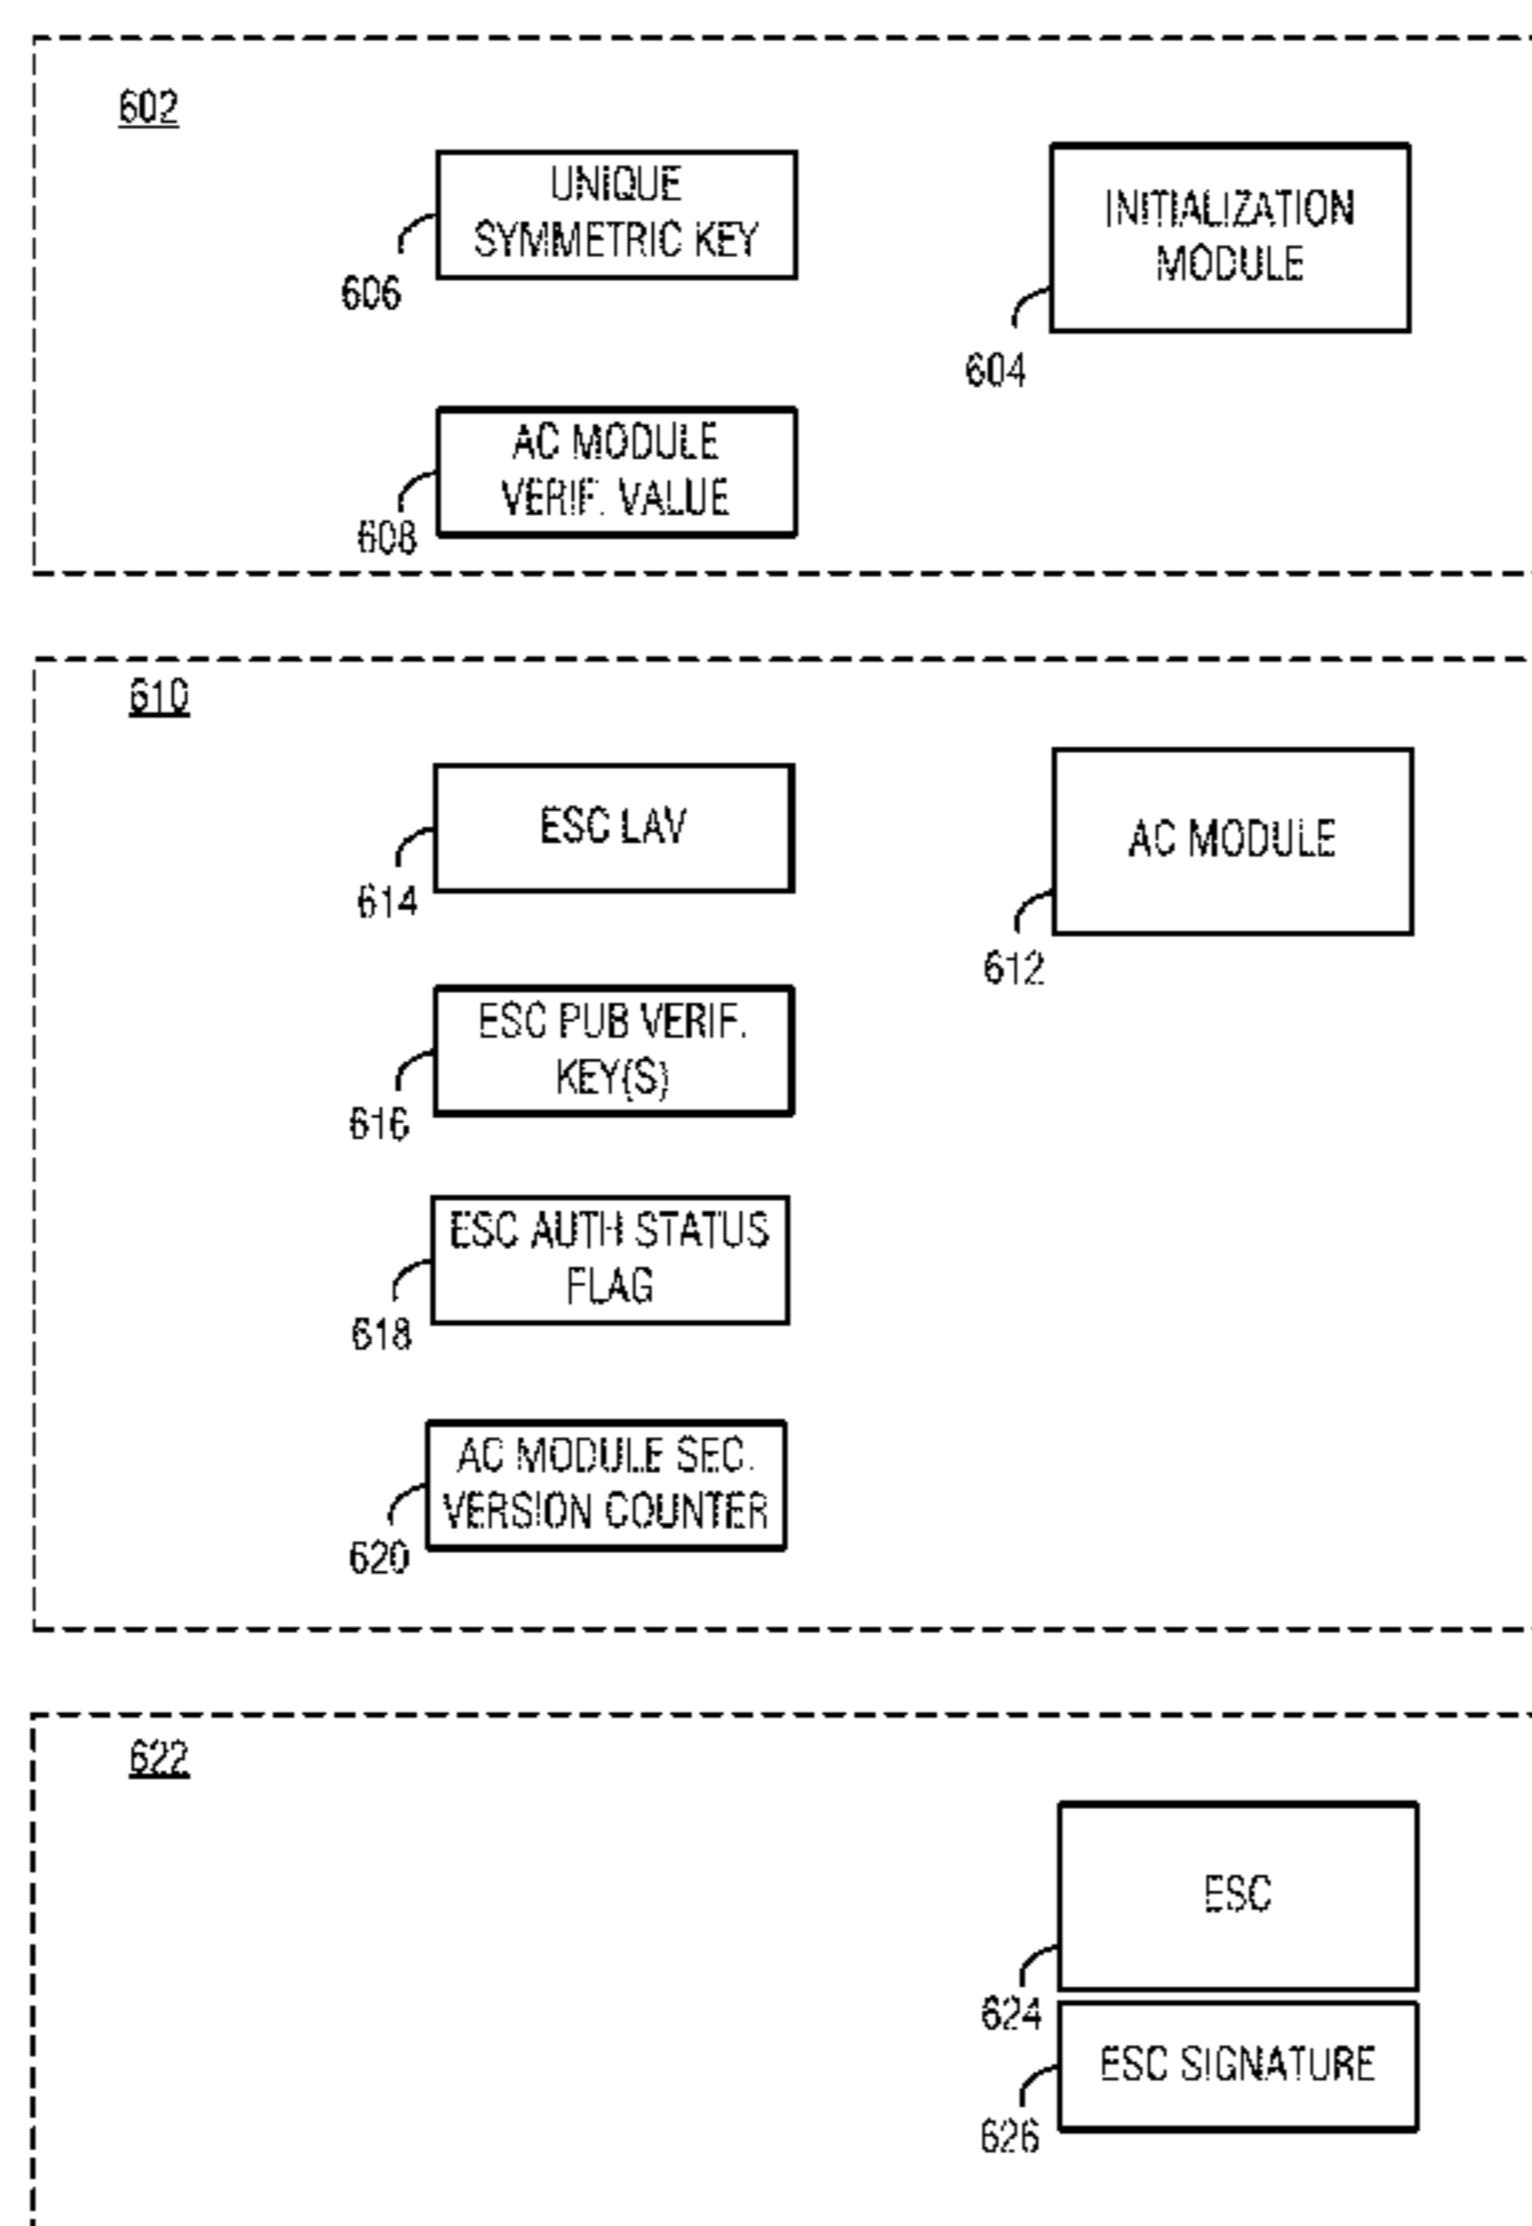 602
UNIQUE
SYMMETRIC KEY
606
INITIALIZATION
MODULE
604
AC MODULE
VERIF. VALUE
608
610
ESC LAV
614
AC MODULE
612
ESC PUB VERIF.
KEY(S)
616
ESC AUTH STATUS
FLAG
618
AC MODULE SEC.
VERSION COUNTER
620
622
ESC
624
ESC SIGNATURE
626